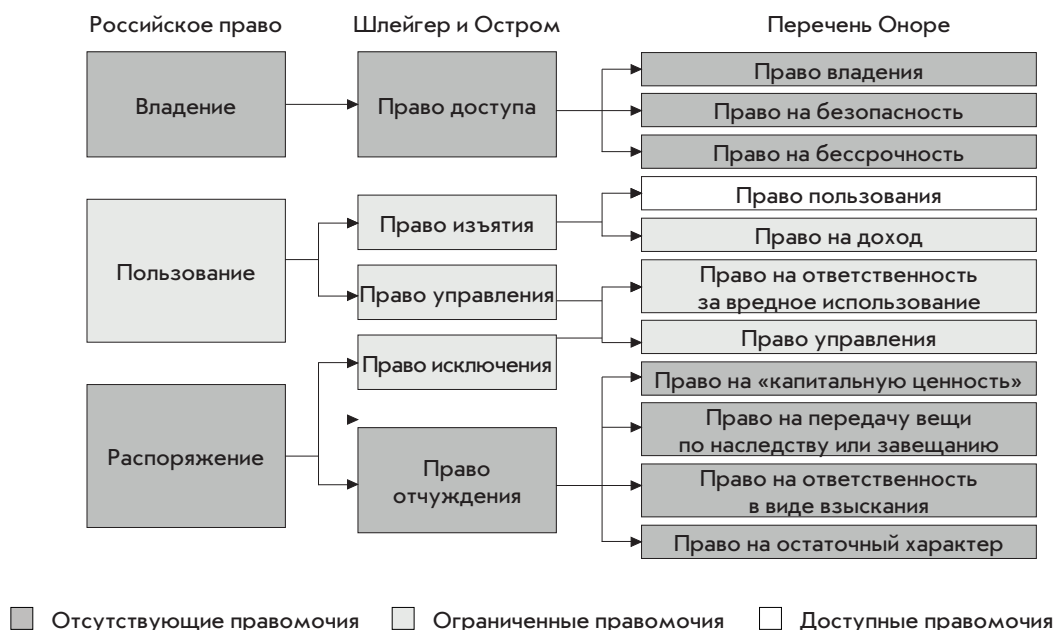 Российское право
Шлейгер и Остром
Перечень Оноре
Владение
Право доступа
Право владения
Право на безопасность
Право на бессрочность
Пользование
Право изъятия
Право пользования
Право на доход
Право управления
Право на ответственность
за вредное использование
Право управления
Распоряжение
Право исключения
Право
отчуждения
Право на «капитальную ценность»
Право на передачу вещи
по наследству или завещанию
Право на ответственность
в виде взыскания
Право на остаточный характер
Отсутствующие правомочия
Ограниченные правомочия
Доступные правомочия